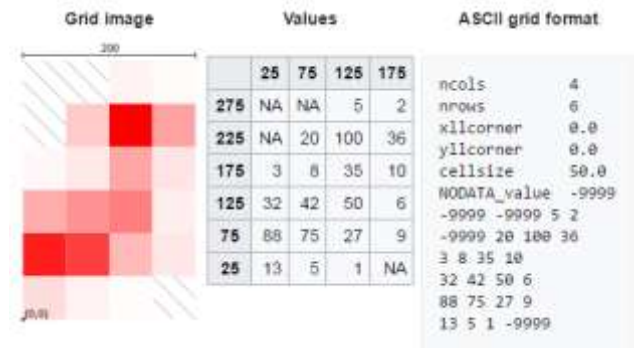 Grid image
Values
ASCII grid format
200
(0,0)
25 75 125 175
275 NA NA 5 2
225 NA 20 100 36
175 3 8 35 10
125 32 42 50 6
75 88 75 27 9
25 13 5 1 NA
ncols 4
nrows 6
xllcorner 0.0
yllcorner 0.0
cellsize 50.0
NODATA_value -9999
-9999 -9999 5 2
-9999 20 100 36
3 8 35 10
32 42 50 6
88 75 27 9
13 5 1 -9999